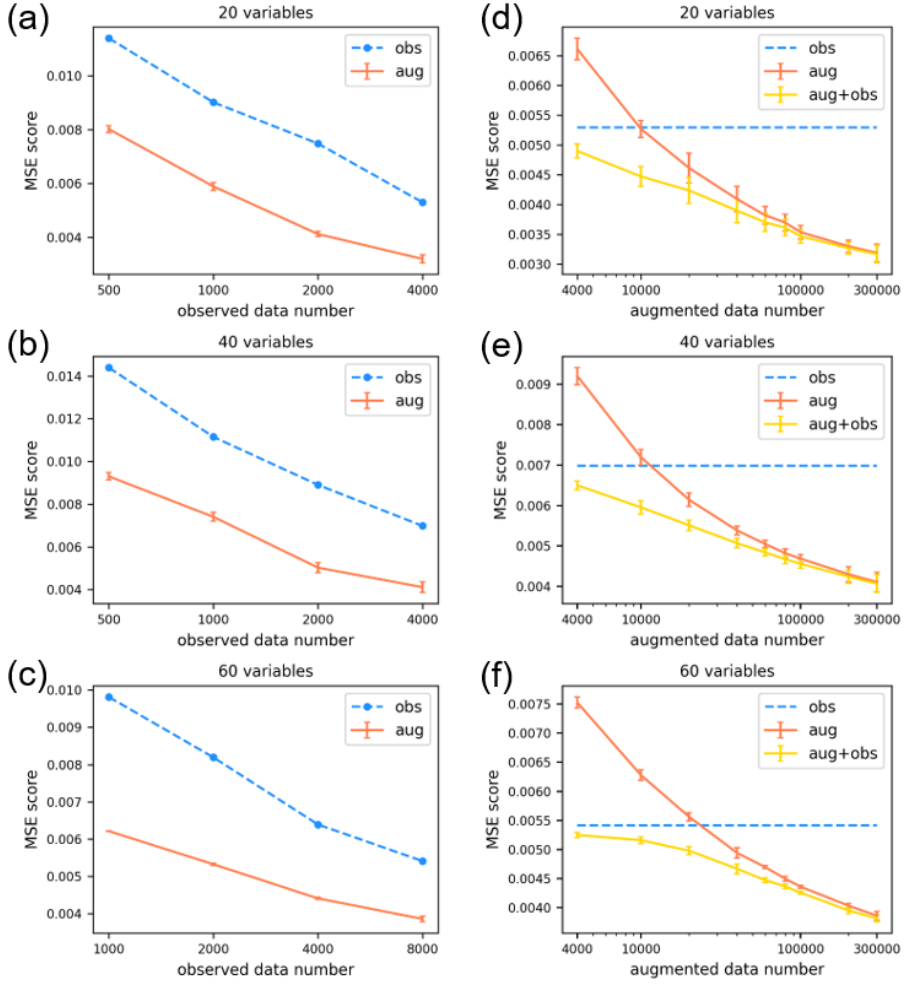 (a)
20 variables
obs
aug
MSE score
0.010
0.008
0.006
0.004
500
1000
2000
4000
observed data number
(d)
20 variables
obs
aug
aug+obs
MSE score
0.0065
0.0060
0.0055
0.0050
0.0045
0.0040
0.0035
0.0030
4000
10000
100000
300000
augmented data number
(b)
40 variables
obs
aug
MSE score
0.014
0.012
0.010
0.008
0.006
0.004
500
1000
2000
4000
observed data number
(e)
40 variables
obs
aug
aug+obs
MSE score
0.009
0.008
0.007
0.006
0.005
0.004
4000
10000
100000
300000
augmented data number
(c)
60 variables
obs
aug
MSE score
0.010
0.009
0.008
0.007
0.006
0.005
0.004
1000
2000
4000
8000
observed data number
(f)
60 variables
obs
aug
aug+obs
MSE score
0.0075
0.0070
0.0065
0.0060
0.0055
0.0050
0.0045
0.0040
4000
10000
100000
300000
augmented data number